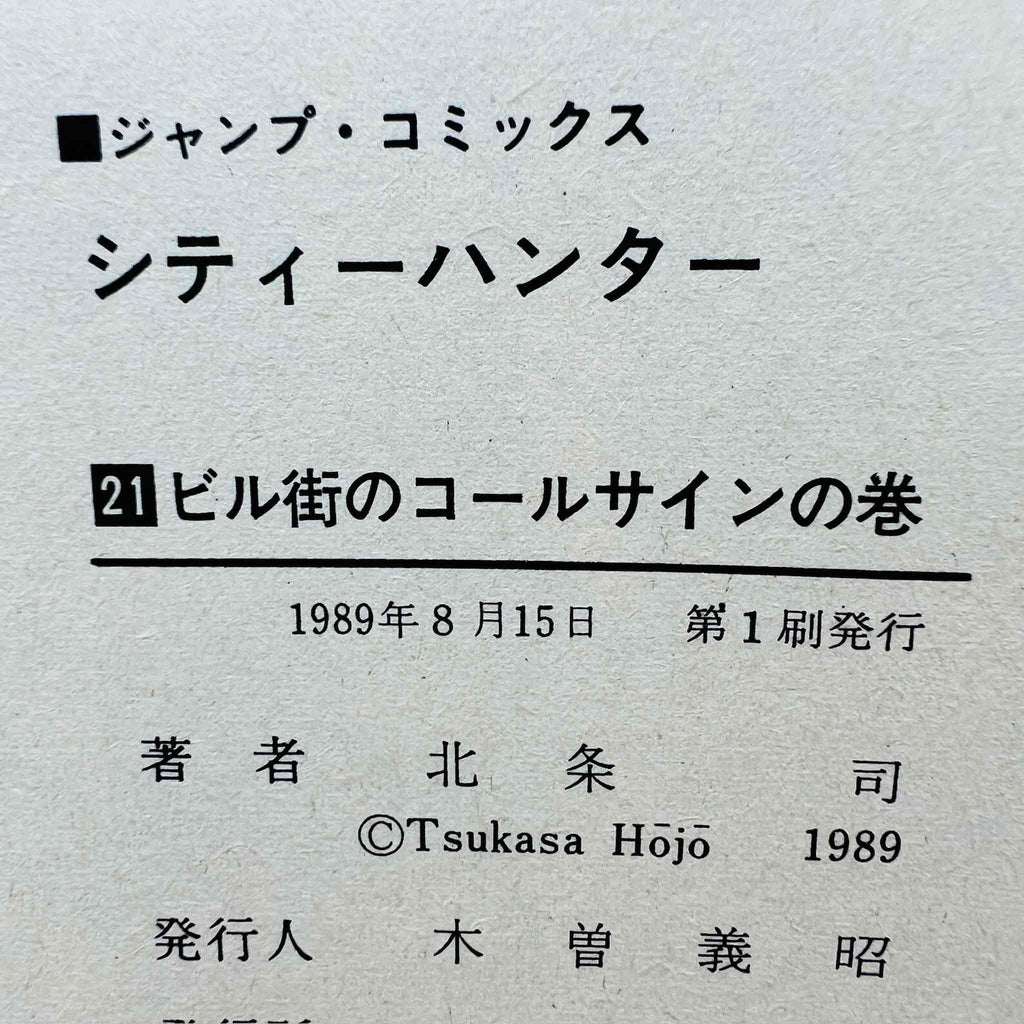 ■ジャンプ・コミックス
シティーハンター
21 ビル街のコールサインの巻
1989年8月15日 第1刷発行
著者 北条司
©Tsukasa Hōjō 1989
発行人 木曽義昭